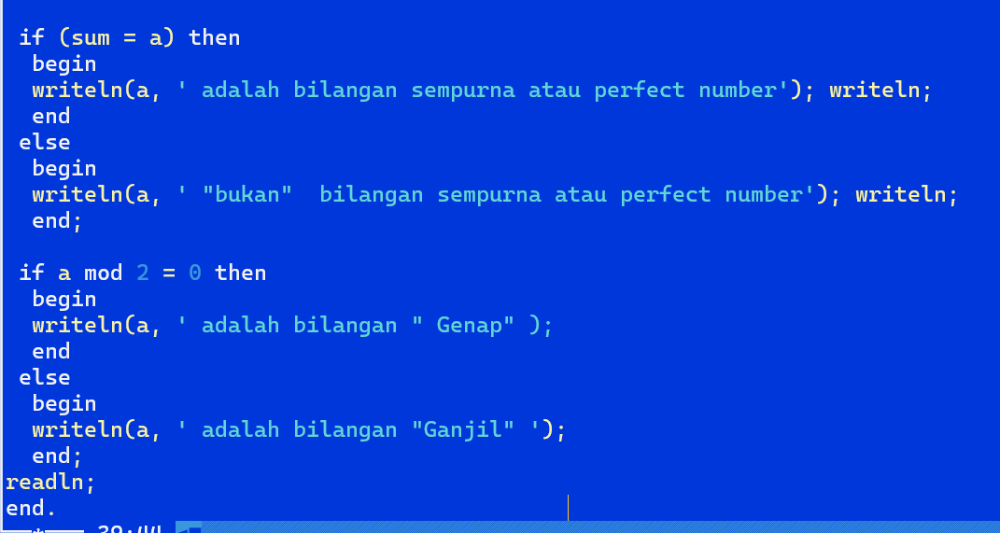 if (sum = a) then
begin
writeln(a, ' adalah bilangan sempurna atau perfect number'); writeln;
end
else
begin
writeln(a, ' "bukan"  bilangan sempurna atau perfect number'); writeln;
end;
if a mod 2 = 0 then
begin
writeln(a, ' adalah bilangan " Genap" );
end
else
begin
writeln(a, ' adalah bilangan "Ganjil" ');
end;
readln;
end.